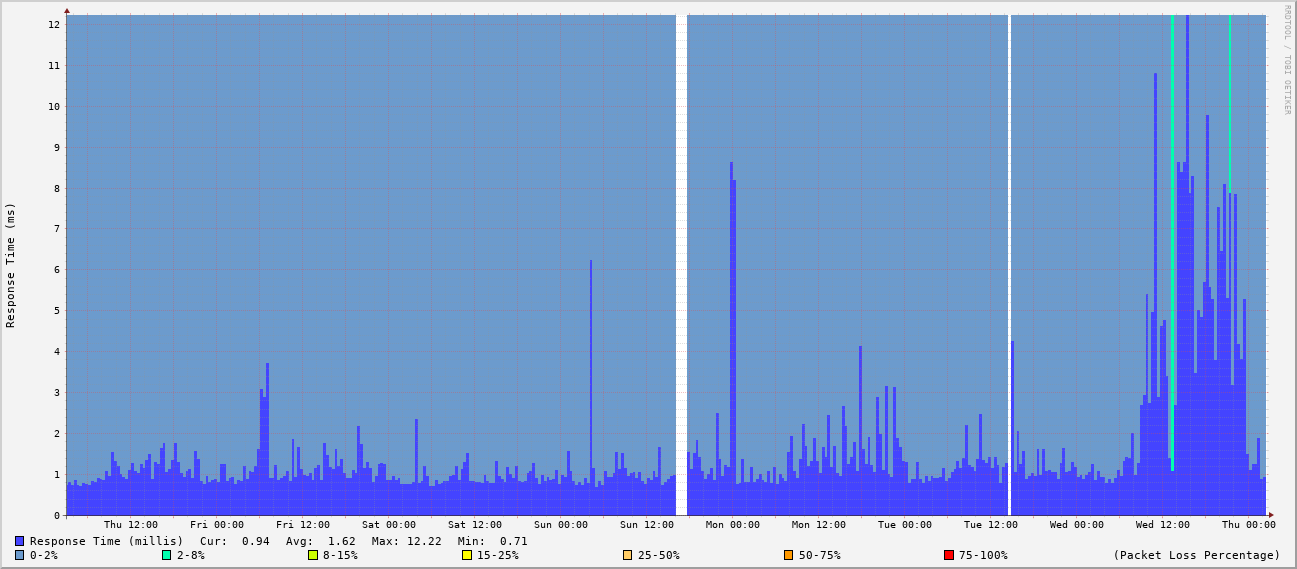 RRDTOOL / TOBI OETIKER
Response Time (ms)
12
11
10
9
8
7
6
5
4
3
2
1
0
Thu 12:00 Fri 00:00 Fri 12:00 Sat 00:00 Sat 12:00 Sun 00:00 Sun 12:00 Mon 00:00 Mon 12:00 Tue 00:00 Tue 12:00 Wed 00:00 Wed 12:00 Thu 00:00
Response Time (millis) Cur: 0.94 Avg: 1.62 Max: 12.22 Min: 0.71
0-2% 2-8% 8-15% 15-25% 25-50% 50-75% 75-100% (Packet Loss Percentage)